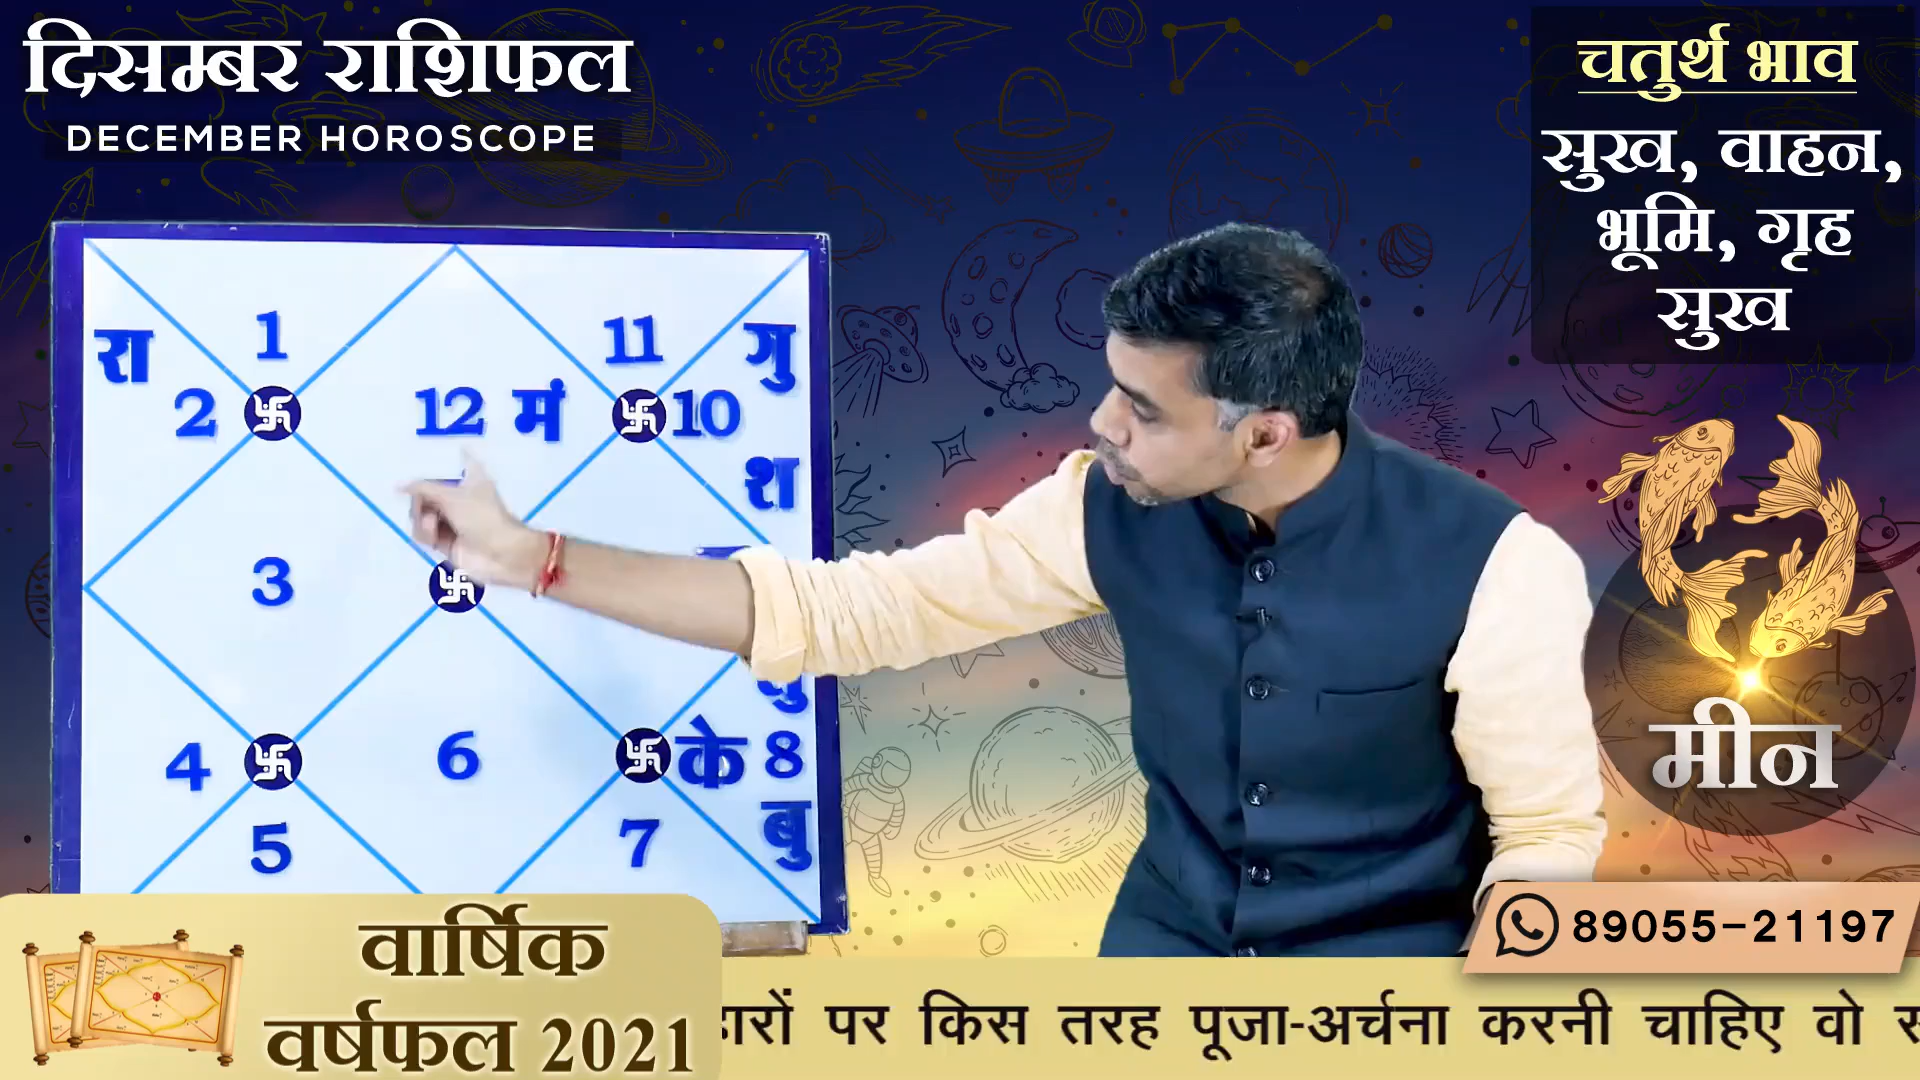 दिसम्बर राशिफल
DECEMBER HOROSCOPE
चतुर्थ भाव
सुख, वाहन,
भूमि, गृह
सुख
1
11
रा
गु
2
12 मं
10
श
3
4
6
के 8
5
7
बु
मीन
89055-21197
वार्षिक
वर्षफल 2021
पर किस तरह पूजा-अर्चना करनी चाहिए वो